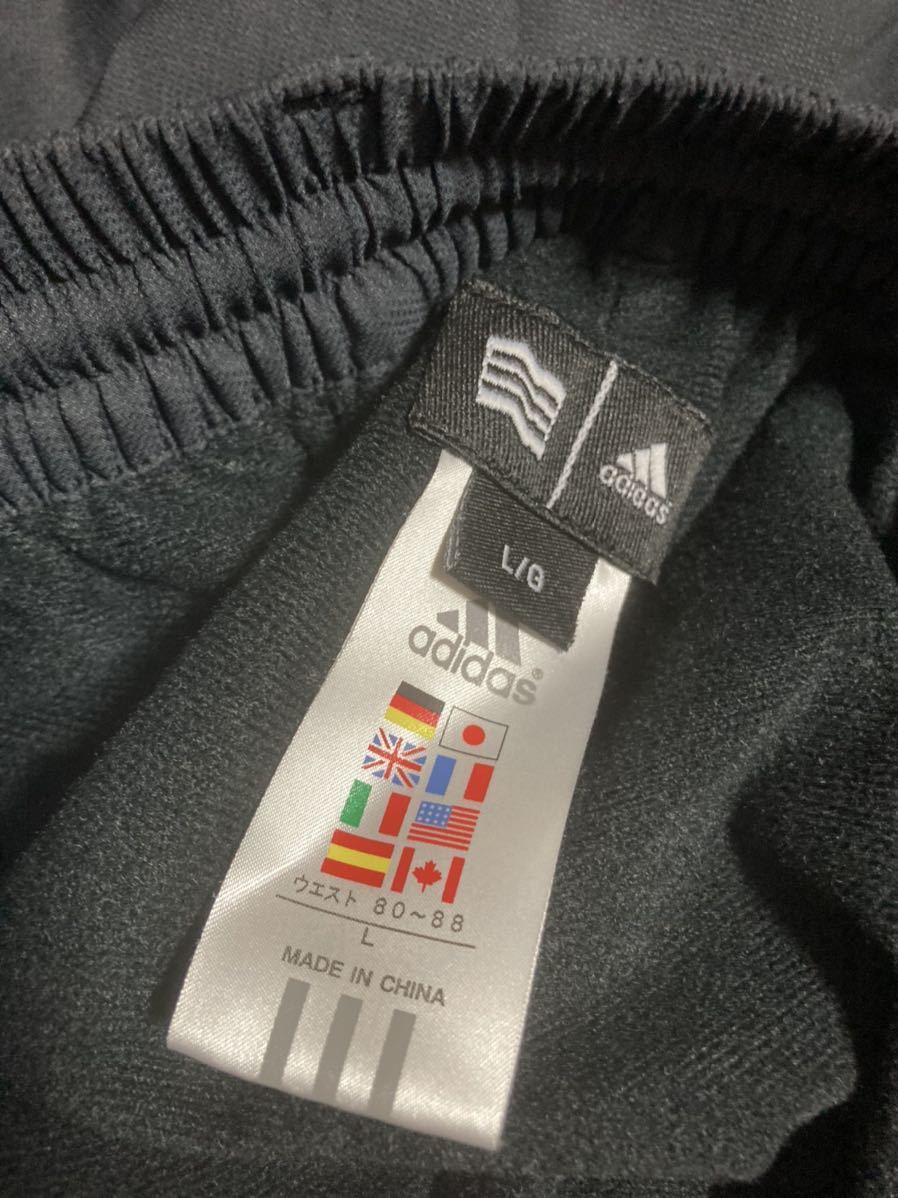 adidas
L/G
adidas®
ウエスト 80～88
L
MADE IN CHINA